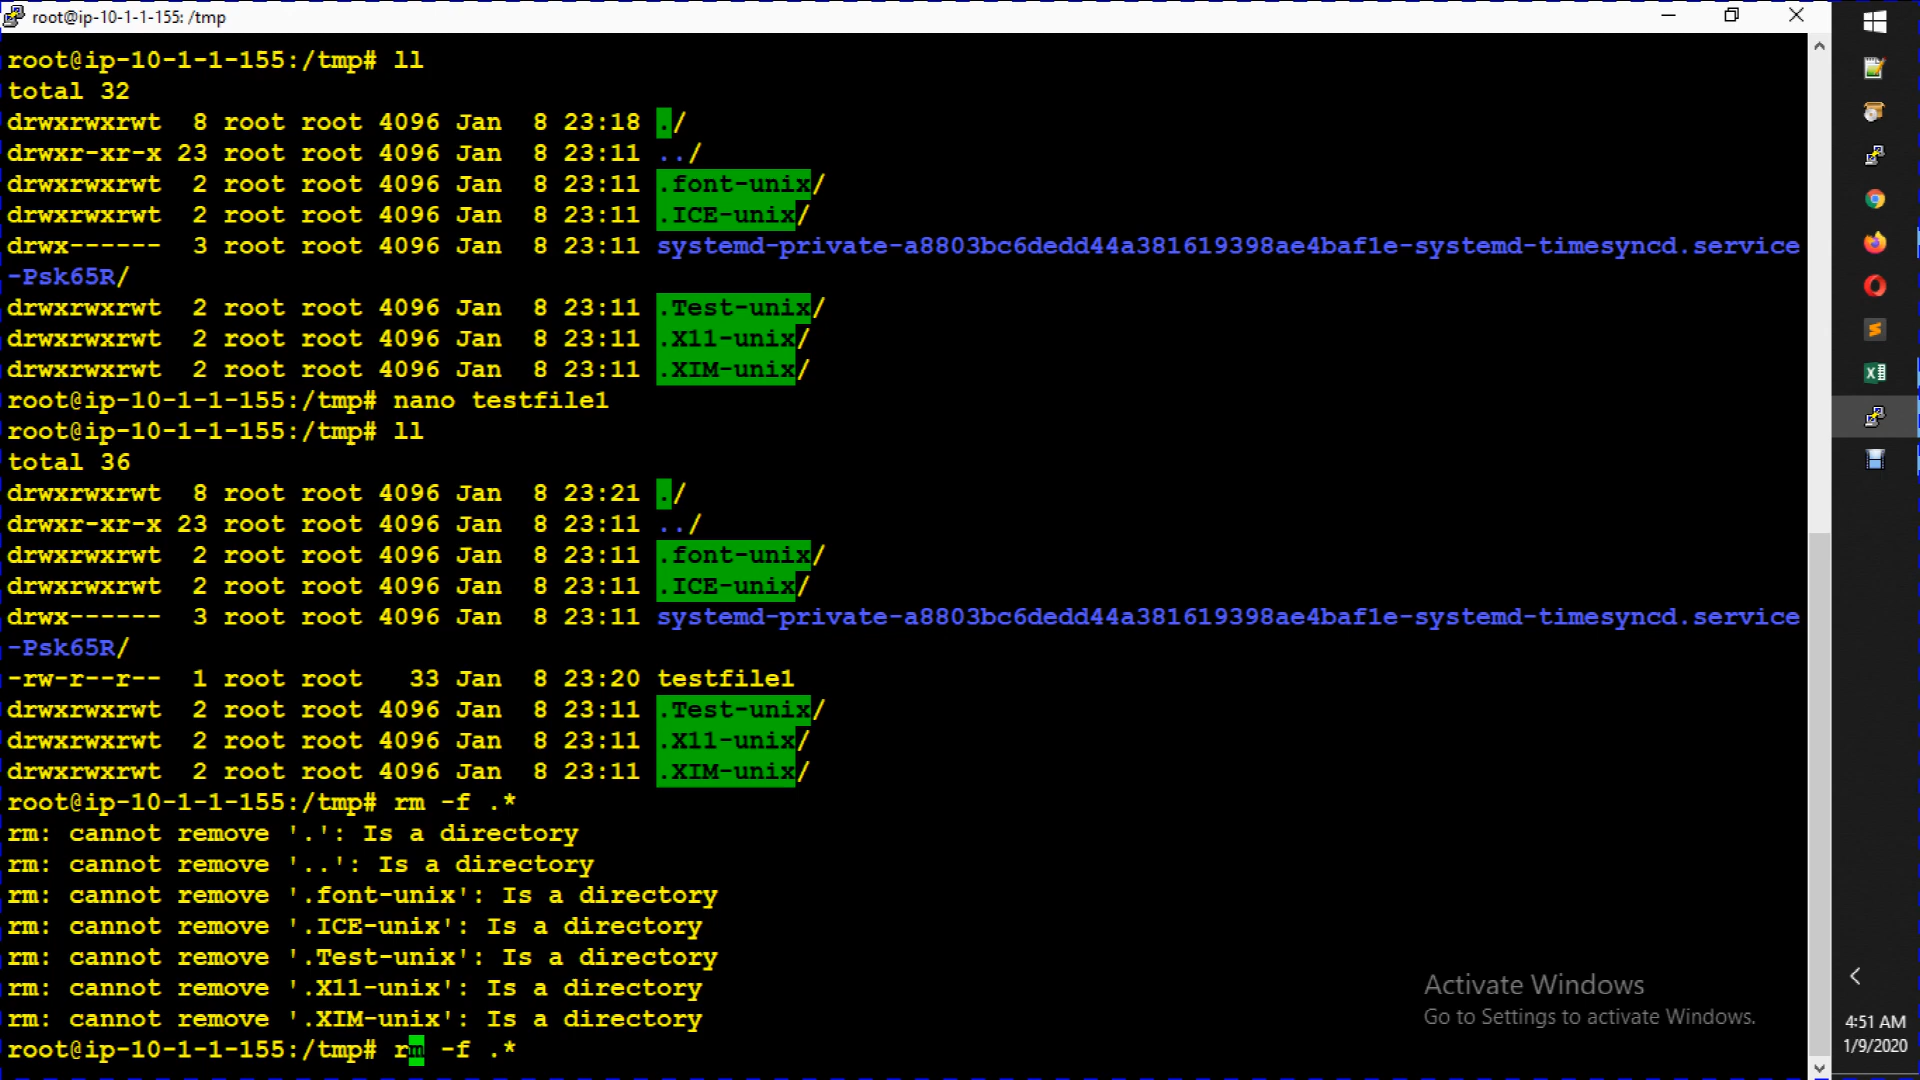 root@ip-10-1-1-155: /tmp
root@ip-10-1-1-155:/tmp# ll
total 32
drwxrwxrwt  8 root root 4096 Jan  8 23:18 ./
drwxr-xr-x 23 root root 4096 Jan  8 23:11 ../
drwxrwxrwt  2 root root 4096 Jan  8 23:11 .font-unix/
drwxrwxrwt  2 root root 4096 Jan  8 23:11 .ICE-unix/
drwx------  3 root root 4096 Jan  8 23:11 systemd-private-a8803bc6dedd44a381619398ae4baf1e-systemd-timesyncd.service
-Psk65R/
drwxrwxrwt  2 root root 4096 Jan  8 23:11 .Test-unix/
drwxrwxrwt  2 root root 4096 Jan  8 23:11 .X11-unix/
drwxrwxrwt  2 root root 4096 Jan  8 23:11 .XIM-unix/
root@ip-10-1-1-155:/tmp# nano testfile1
root@ip-10-1-1-155:/tmp# ll
total 36
drwxrwxrwt  8 root root 4096 Jan  8 23:21 ./
drwxr-xr-x 23 root root 4096 Jan  8 23:11 ../
drwxrwxrwt  2 root root 4096 Jan  8 23:11 .font-unix/
drwxrwxrwt  2 root root 4096 Jan  8 23:11 .ICE-unix/
drwx------  3 root root 4096 Jan  8 23:11 systemd-private-a8803bc6dedd44a381619398ae4baf1e-systemd-timesyncd.service
-Psk65R/
-rw-r--r--  1 root root   33 Jan  8 23:20 testfile1
drwxrwxrwt  2 root root 4096 Jan  8 23:11 .Test-unix/
drwxrwxrwt  2 root root 4096 Jan  8 23:11 .X11-unix/
drwxrwxrwt  2 root root 4096 Jan  8 23:11 .XIM-unix/
root@ip-10-1-1-155:/tmp# rm -f .*
rm: cannot remove '.': Is a directory
rm: cannot remove '..': Is a directory
rm: cannot remove '.font-unix': Is a directory
rm: cannot remove '.ICE-unix': Is a directory
rm: cannot remove '.Test-unix': Is a directory
rm: cannot remove '.X11-unix': Is a directory
rm: cannot remove '.XIM-unix': Is a directory
root@ip-10-1-1-155:/tmp# rm -f .*
Activate Windows
Go to Settings to activate Windows.
4:51 AM
1/9/2020